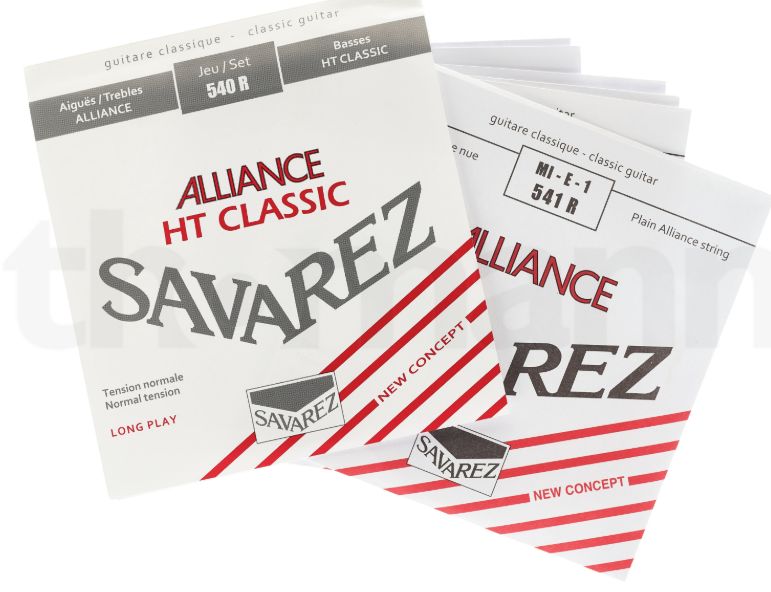 guitare classique - classic guitar
Aiguës / Trebles
ALLIANCE
Jeu / Set
540 R
Basses
HT CLASSIC
ALLIANCE
HT CLASSIC
SAVAREZ
Tension normale
Normal tension
LONG PLAY
SAVAREZ
NEW CONCEPT
guitare classique - classic guitar
e nue
MI - E - 1
541 R
Plain Alliance string
ALLIANCE
REZ
SAVAREZ
NEW CONCEPT
thomann